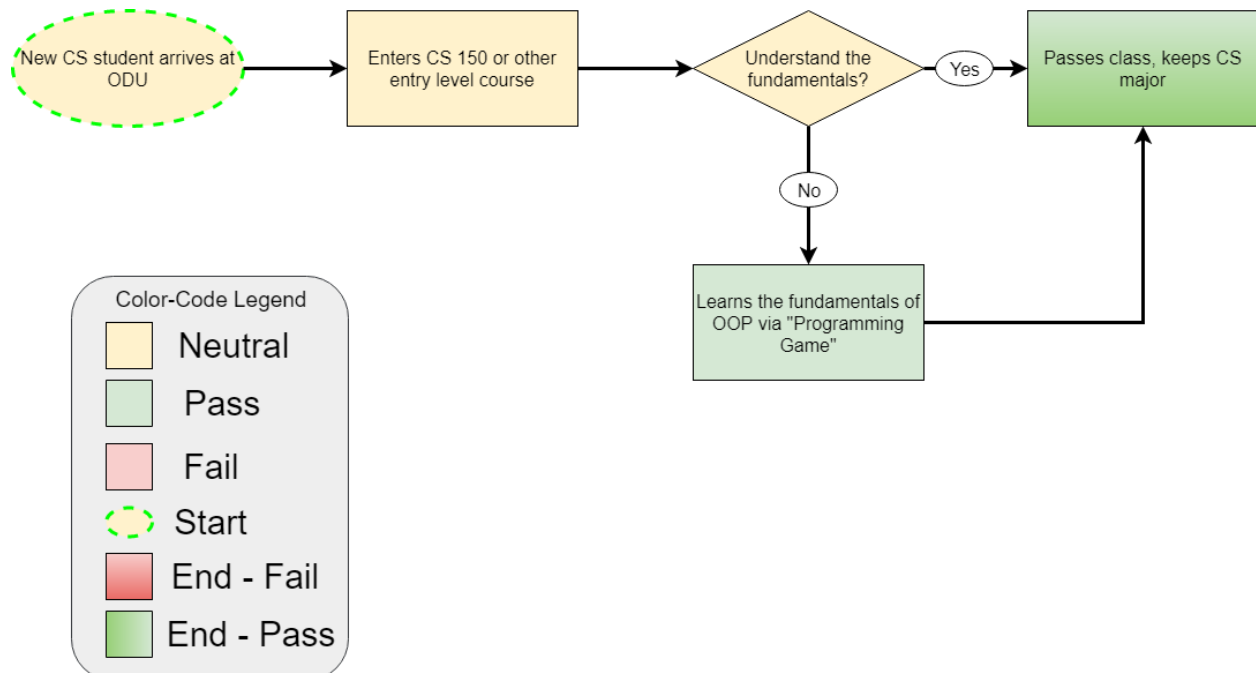 New CS student arrives at
ODU
Enters CS 150 or other
entry level course
Understand the
fundamentals?
Yes
Passes class, keeps CS
major
No
Learns the fundamentals of
OOP via "Programming
Game"
Color-Code Legend
Neutral
Pass
Fail
Start
End - Fail
End - Pass